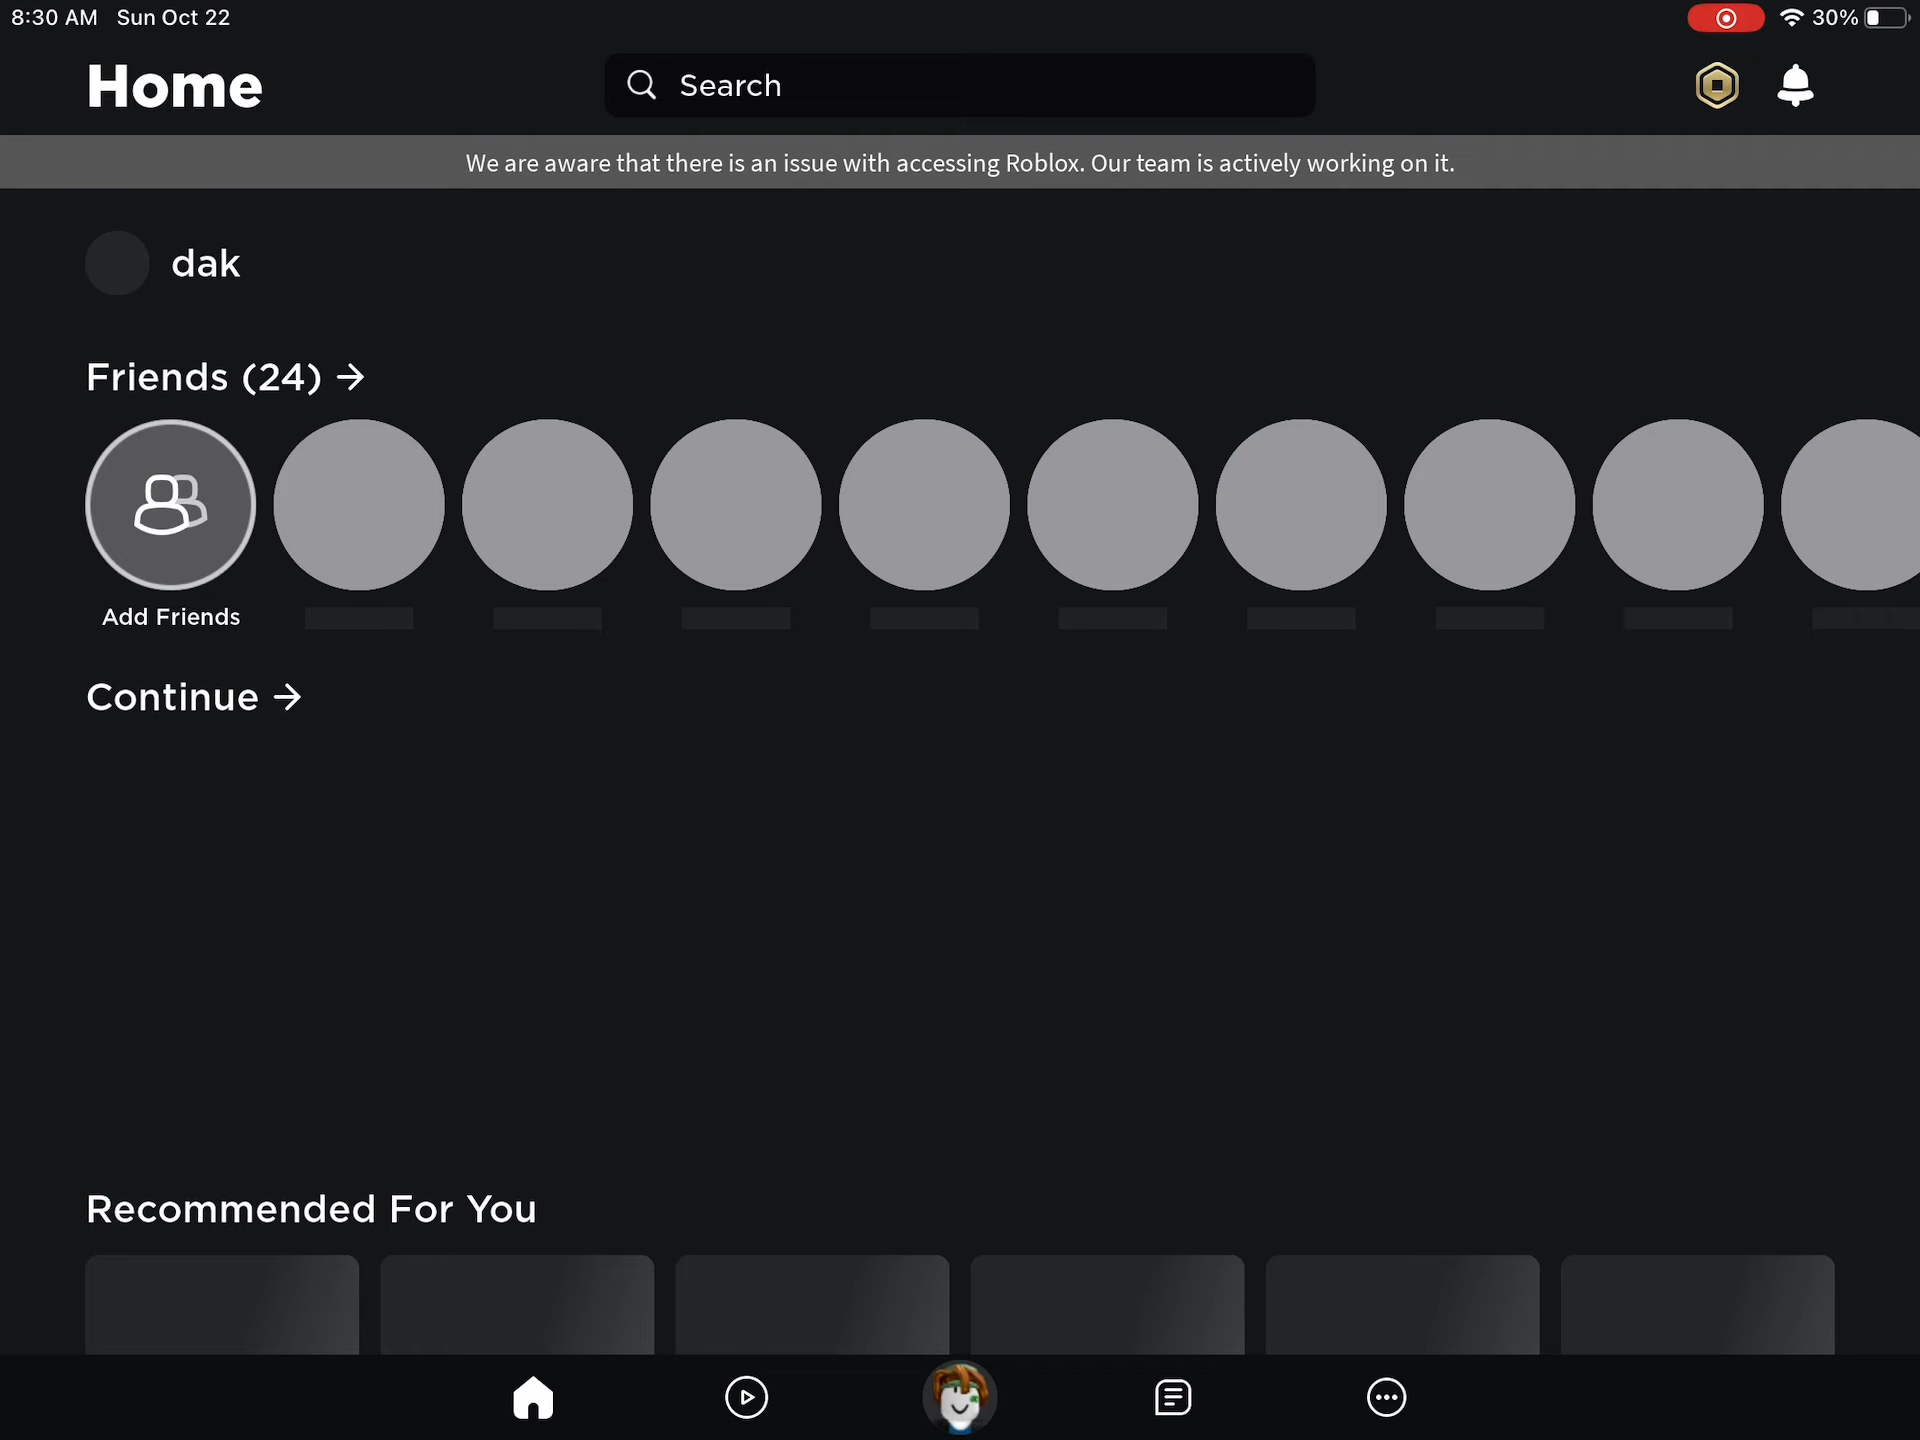 8:30 AM Sun Oct 22
30%
Home
Search
We are aware that there is an issue with accessing Roblox. Our team is actively working on it.
dak
Friends (24) →
Add Friends
Continue →
Recommended For You